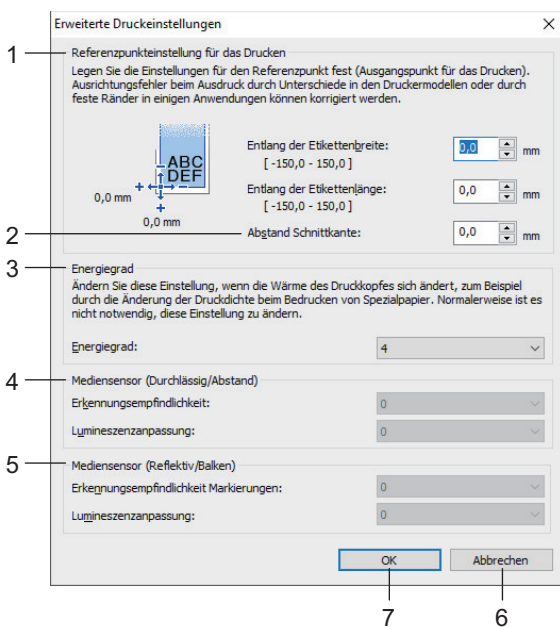 Erweiterte Druckeinstellungen
1
Referenzpunkteinstellung für das Drucken
Legen Sie die Einstellungen für den Referenzpunkt fest (Ausgangspunkt für das Drucken).
Ausrichtungsfehler beim Ausdruck durch Unterschiede in den Druckermodellen oder durch
feste Ränder in einigen Anwendungen können korrigiert werden.
ABC
DEF
0,0 mm
0,0 mm
Entlang der Etikettenbreite:
[ -150,0 - 150,0 ]
0,0 mm
Entlang der Etikettenlänge:
[ -150,0 - 150,0 ]
0,0 mm
2
Abstand Schnittkante:
0,0 mm
3
Energiegrad
Ändern Sie diese Einstellung, wenn die Wärme des Druckkopfes sich ändert, zum Beispiel
durch die Änderung der Druckdichte beim Bedrucken von Spezialpapier. Normalerweise ist es
nicht notwendig, diese Einstellung zu ändern.
Energiegrad:
4
4
Mediensensor (Durchlässig/Abstand)
Erkennungsempfindlichkeit:
0
Lumineszenzanpassung:
0
5
Mediensensor (Reflektiv/Balken)
Erkennungsempfindlichkeit Markierungen:
0
Lumineszenzanpassung:
0
OK
Abbrechen
7
6